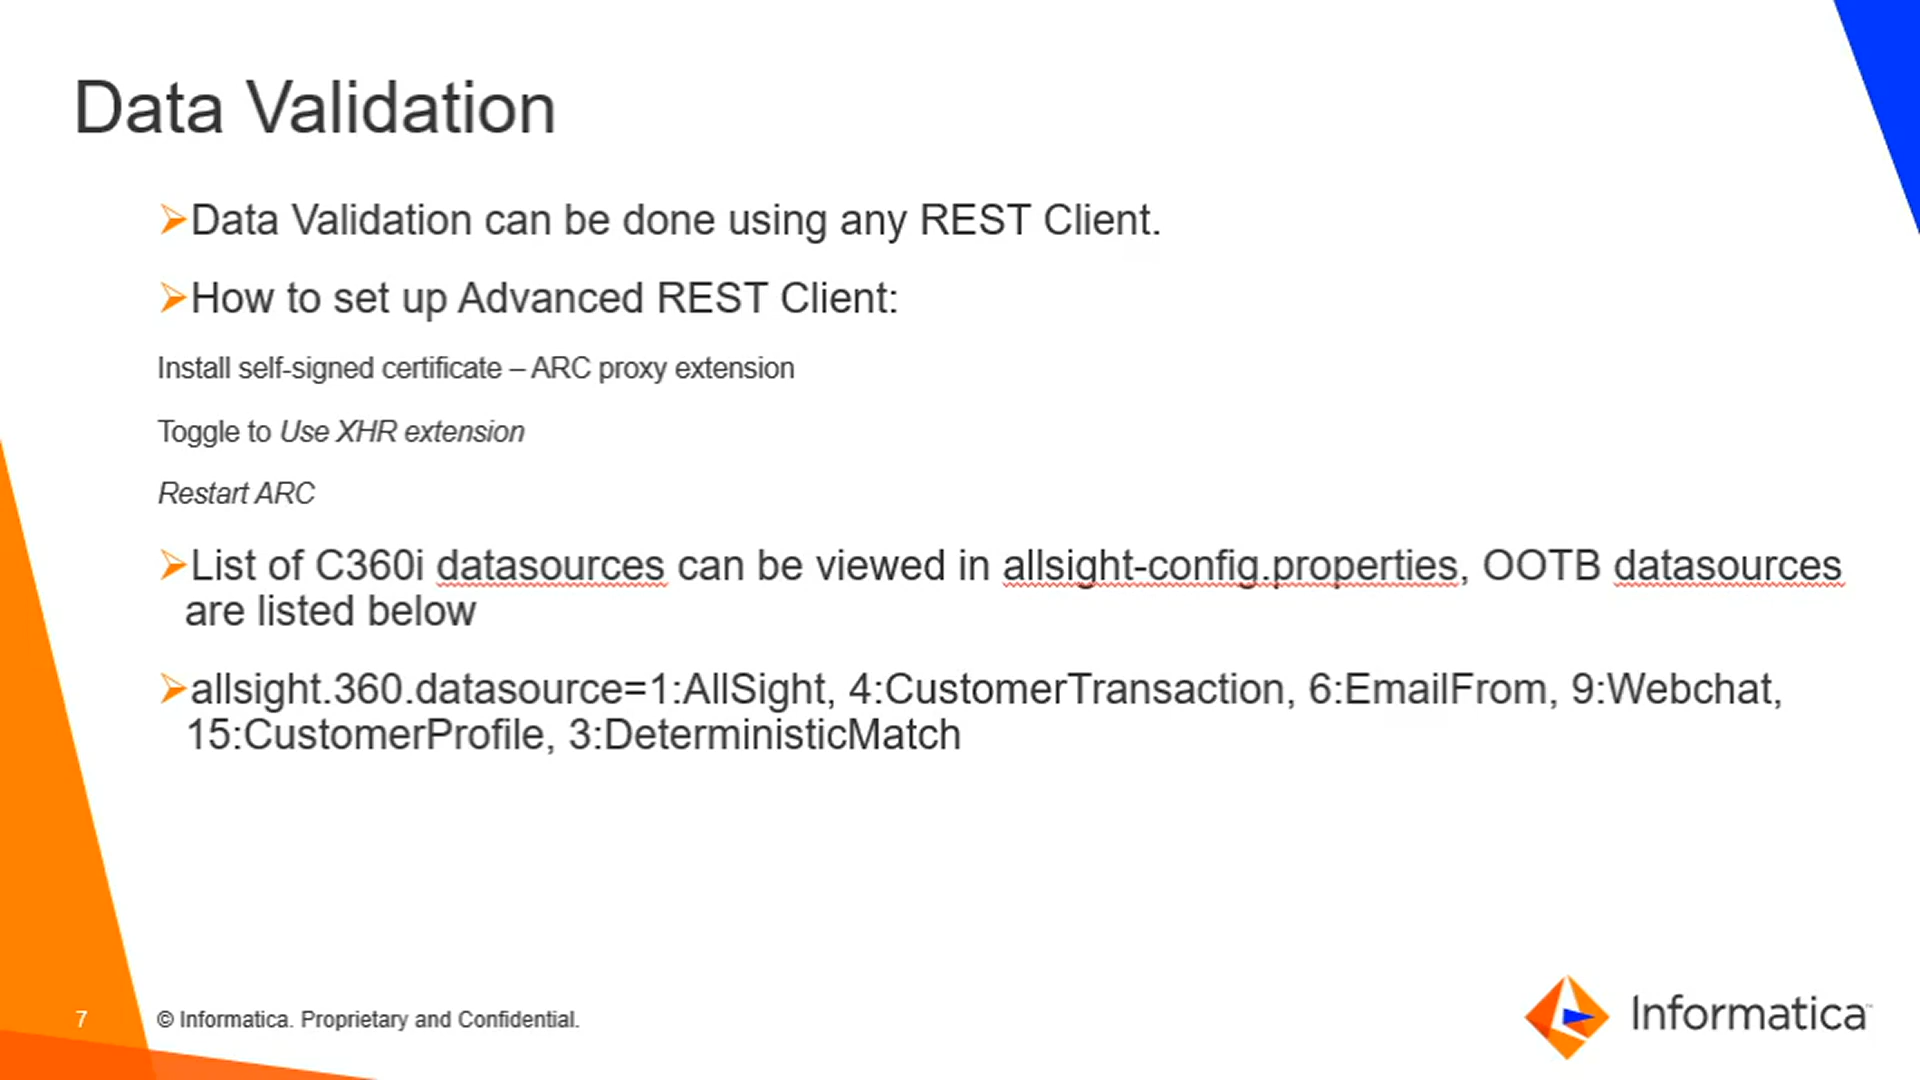 Data Validation
➢Data Validation can be done using any REST Client.
➢How to set up Advanced REST Client:
Install self-signed certificate – ARC proxy extension
Toggle to Use XHR extension
Restart ARC
➢List of C360i datasources can be viewed in allsight-config.properties, OOTB datasources
are listed below
➢allsight.360.datasource=1:AllSight, 4:CustomerTransaction, 6:EmailFrom, 9:Webchat,
15:CustomerProfile, 3:DeterministicMatch
7
© Informatica. Proprietary and Confidential.
Informatica™